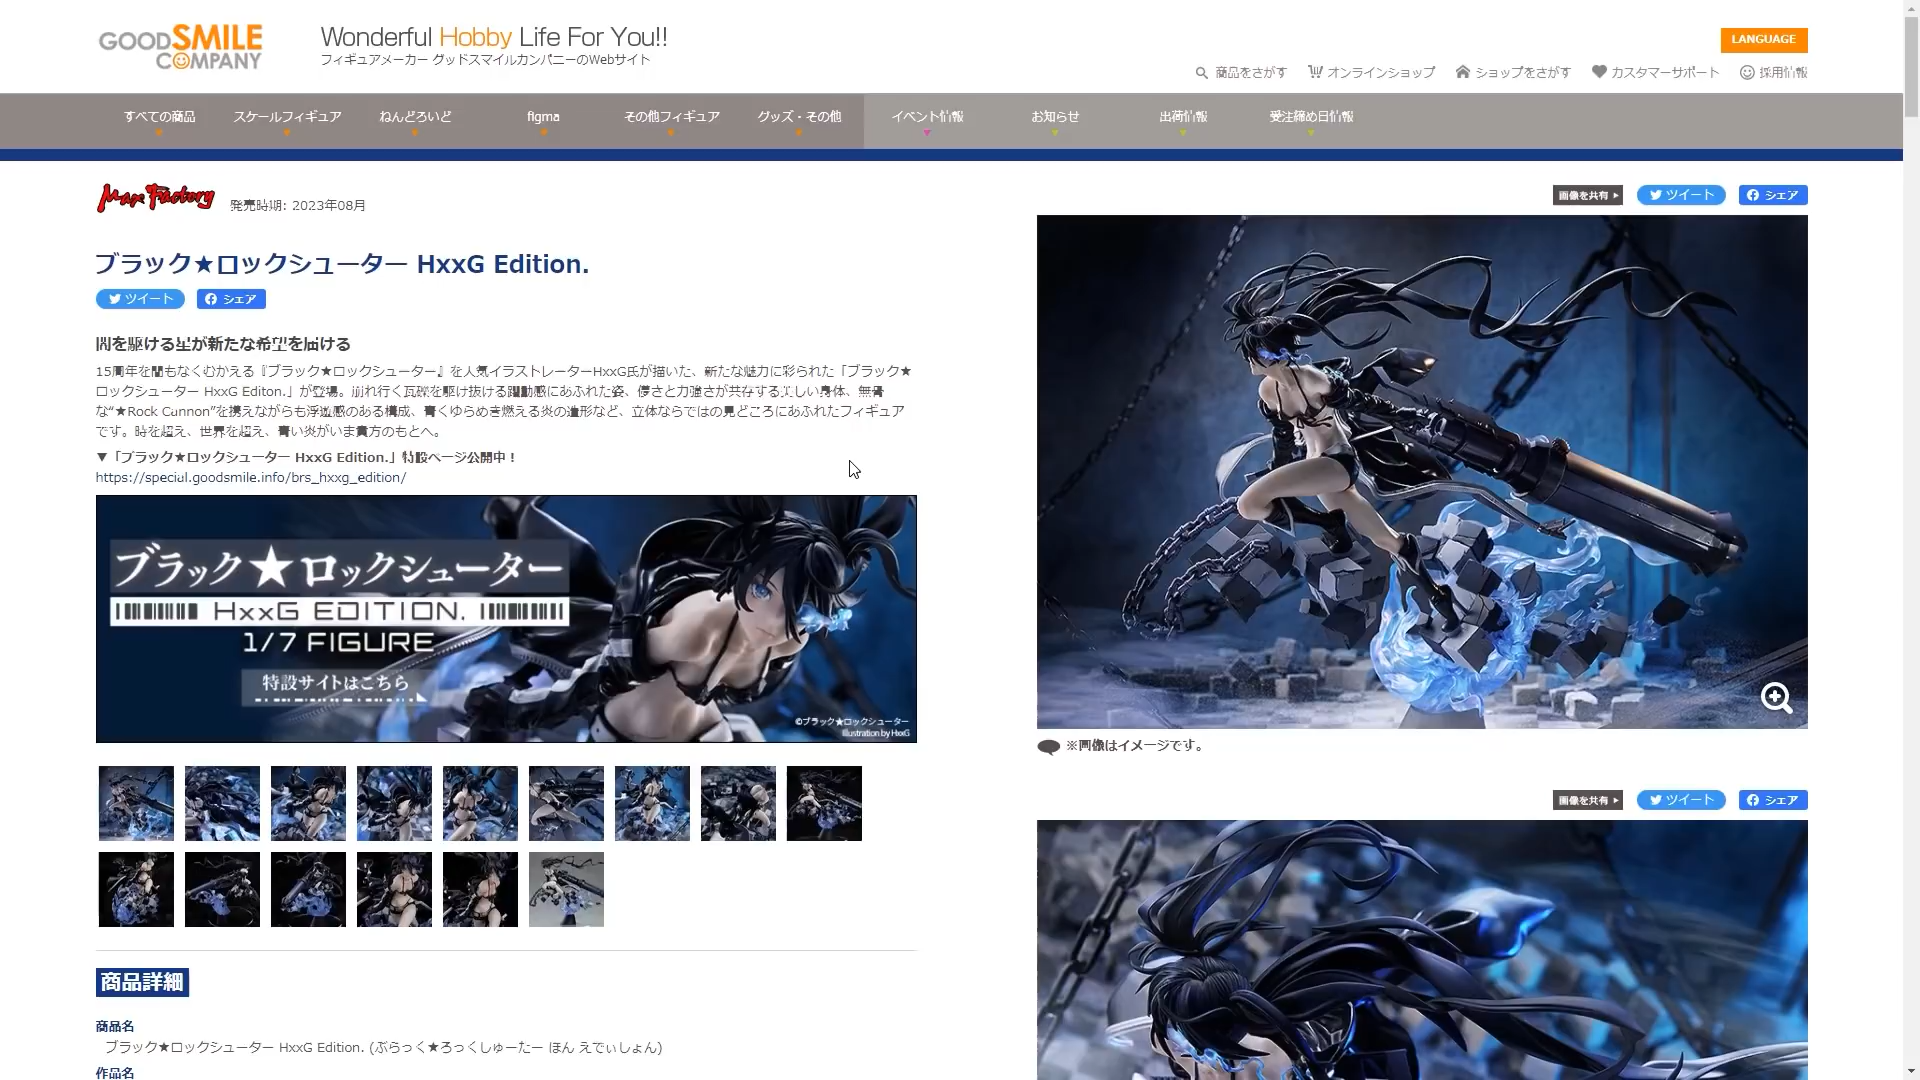 GOOD SMILE COMPANY
Wonderful Hobby Life For You!!
フィギュアメーカー グッドスマイルカンパニーのWebサイト
LANGUAGE
商品をさがす オンラインショップ ショップをさがす カスタマーサポート 採用情報
すべての商品 スケールフィギュア ねんどろいど figma その他フィギュア グッズ・その他 イベント情報 お知らせ 出荷情報 受注締め日情報
Max Factory 発売時期: 2023年08月
画像を共有 ツイート シェア
ブラック★ロックシューター HxxG Edition.
ツイート シェア
闇を駆ける星が新たな希望を届ける
15周年を間もなくむかえる『ブラック★ロックシューター』を人気イラストレーターHxxG氏が描いた、新たな魅力に彩られた「ブラック★
ロックシューター HxxG Editon.」が登場。崩れ行く瓦礫を駆け抜ける躍動感にあふれた姿、儚さと力強さが共存する美しい身体、無骨
な“★Rock Cannon”を携えながらも浮遊感のある構成、青くゆらめき燃える炎の造形など、立体ならではの見どころにあふれたフィギュア
です。時を超え、世界を超え、青い炎がいま貴方のもとへ。
▼「ブラック★ロックシューター HxxG Edition.」特設ページ公開中！
https://special.goodsmile.info/brs_hxxg_edition/
ブラック★ロックシューター
HxxG EDITION.
1/7 FIGURE
特設サイトはこちら
©ブラック★ロックシューター
Illustration by HxxG
※画像はイメージです。
画像を共有 ツイート シェア
商品詳細
商品名
ブラック★ロックシューター HxxG Edition. (ぶらっく★ろっくしゅーたー ほん えでぃしょん)
作品名